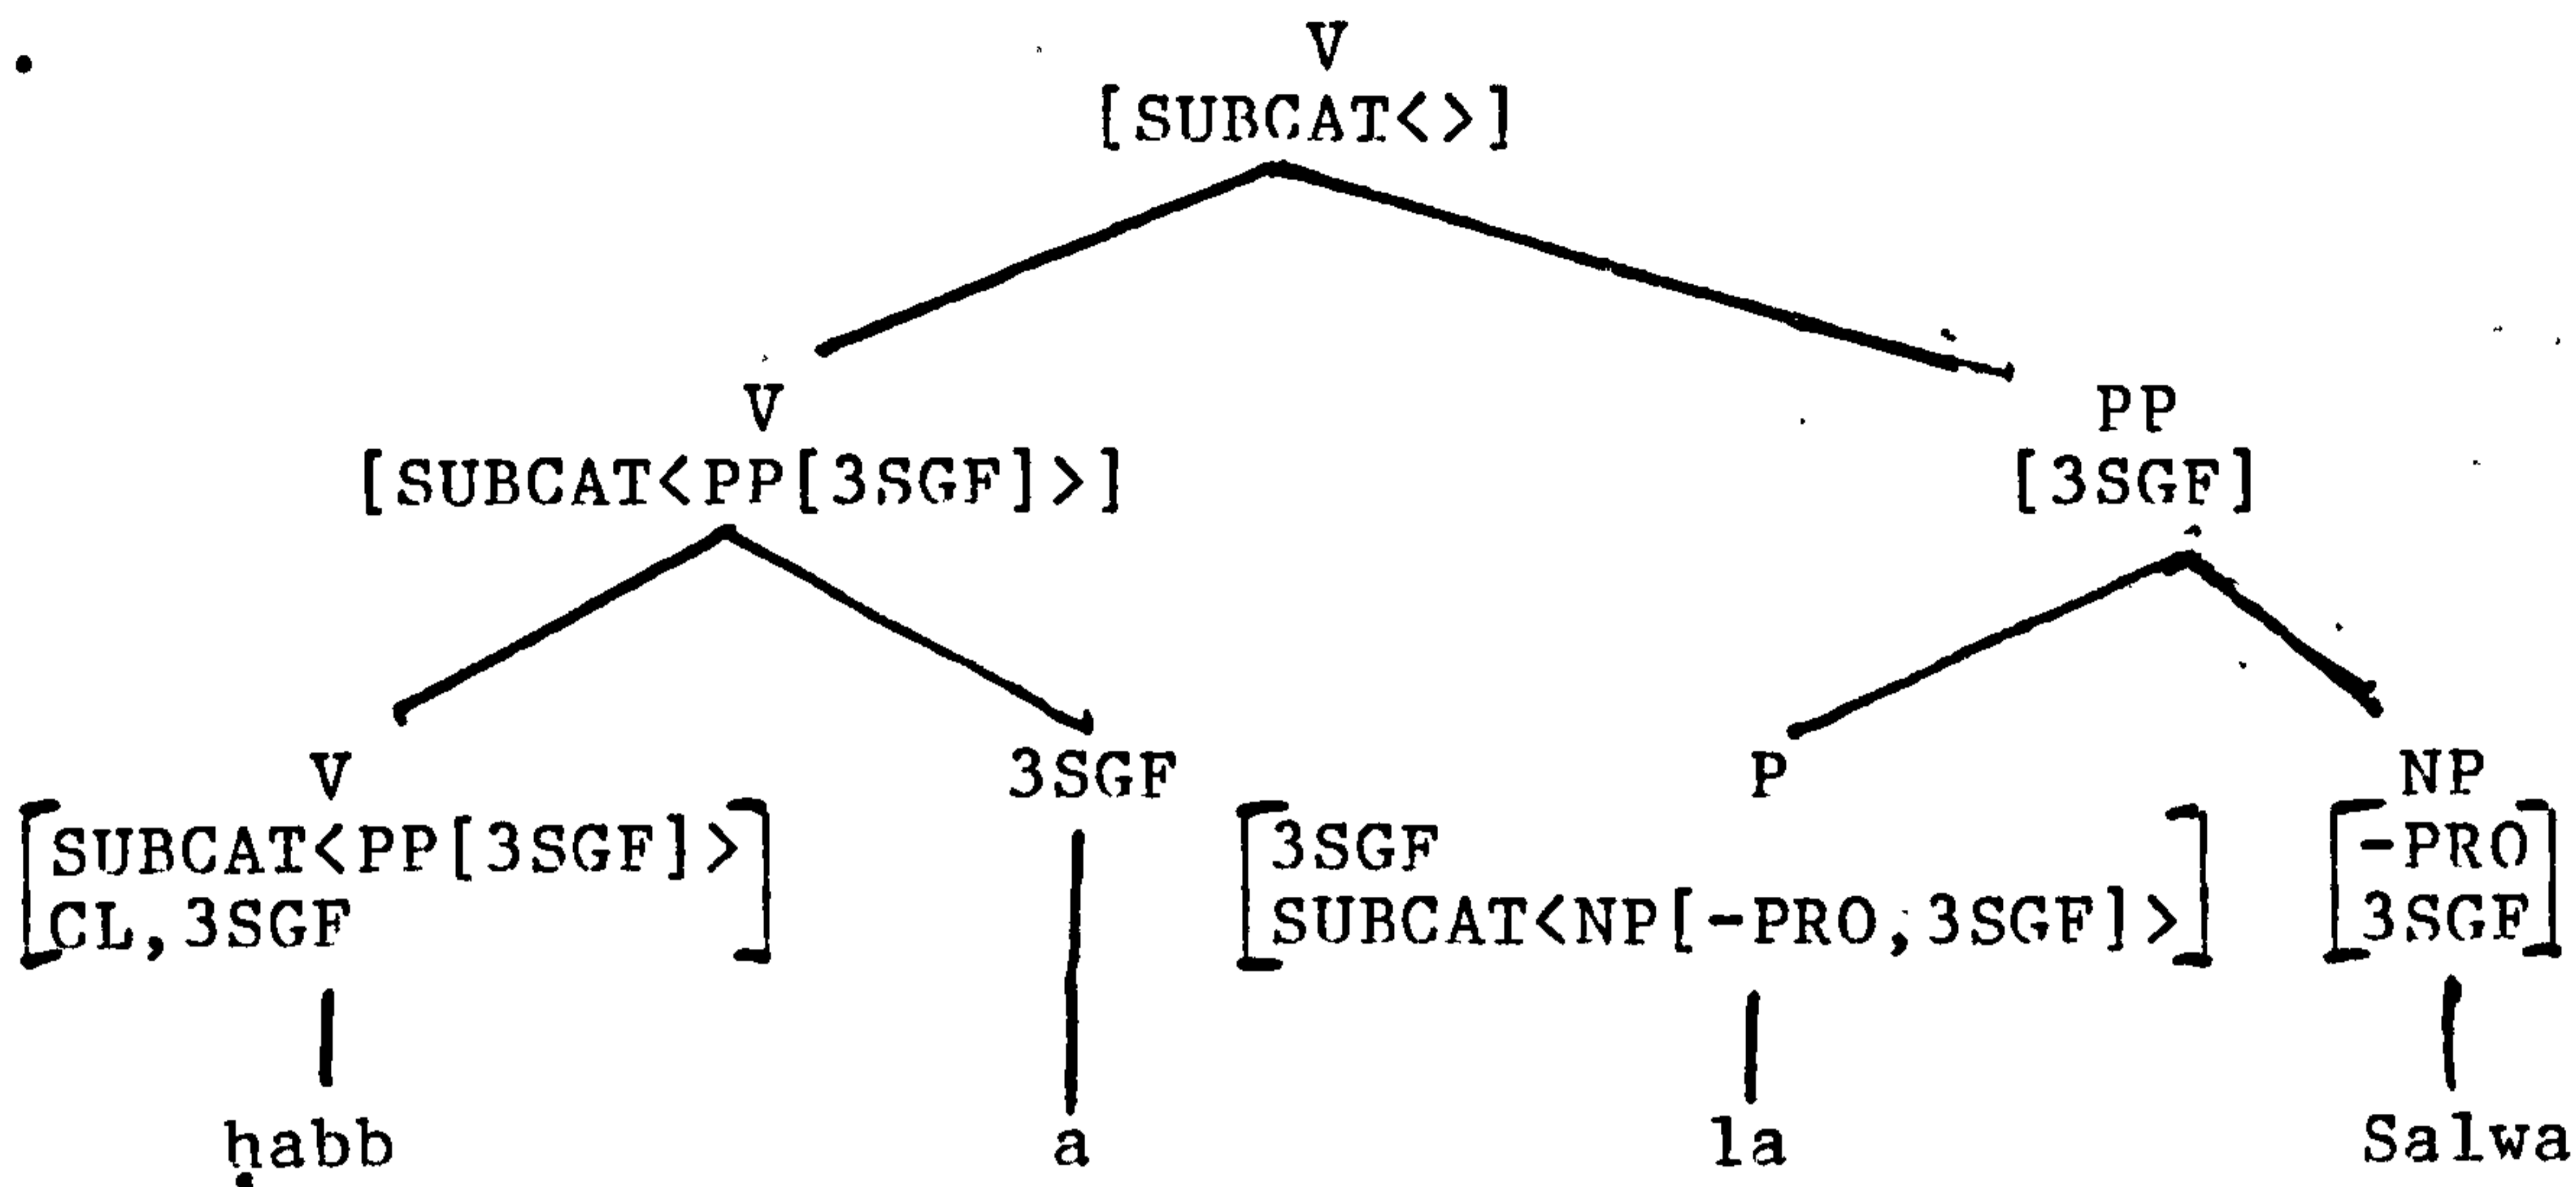 V
[SUBCAT<>]
V PP
[SUBCAT<PP[3SGF]>] [3SGF]
V 3SGF P NP
[SUBCAT<PP[3SGF]> [3SGF [-PRO
CL,3SGF] SUBCAT<NP[-PRO,3SGF]>] 3SGF]
ḥabb a la Salwa